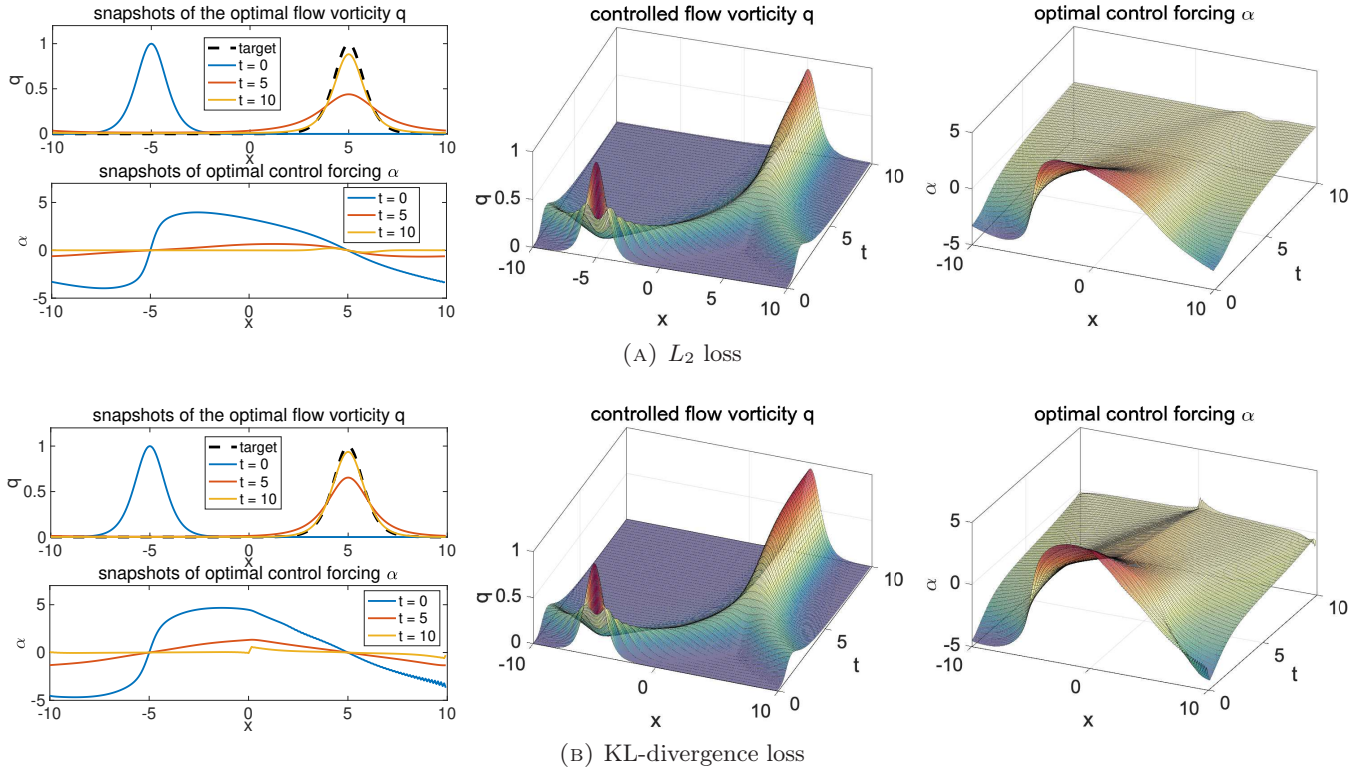 snapshots of the optimal flow vorticity q
1
0.5
0
q
target
t = 0
t = 5
t = 10
-10
-5
0
5
10
x
snapshots of optimal control forcing α
5
0
-5
α
t = 0
t = 5
t = 10
-10
-5
0
5
10
x
controlled flow vorticity q
1
0.5
0
q
-10
-5
0
5
10
x
0
5
10
t
optimal control forcing α
5
0
-5
α
-10
0
10
x
0
5
10
t
(A) L2 loss
snapshots of the optimal flow vorticity q
1
0.5
0
q
target
t = 0
t = 5
t = 10
-10
-5
0
5
10
x
snapshots of optimal control forcing α
5
0
-5
α
t = 0
t = 5
t = 10
-10
-5
0
5
10
x
controlled flow vorticity q
1
0.5
0
q
-10
0
10
x
0
5
10
t
optimal control forcing α
5
0
-5
α
-10
0
10
x
0
5
10
t
(B) KL-divergence loss